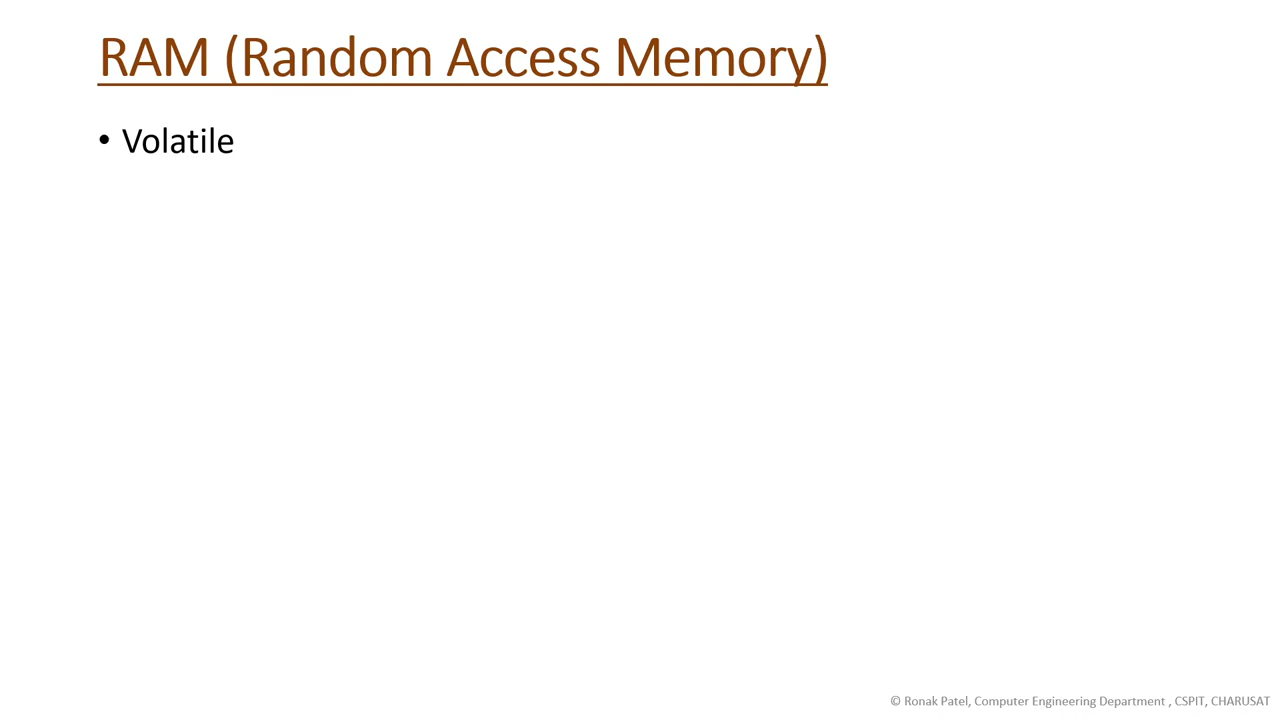 RAM (Random Access Memory)
• Volatile
© Ronak Patel, Computer Engineering Department , CSPIT, CHARUSAT